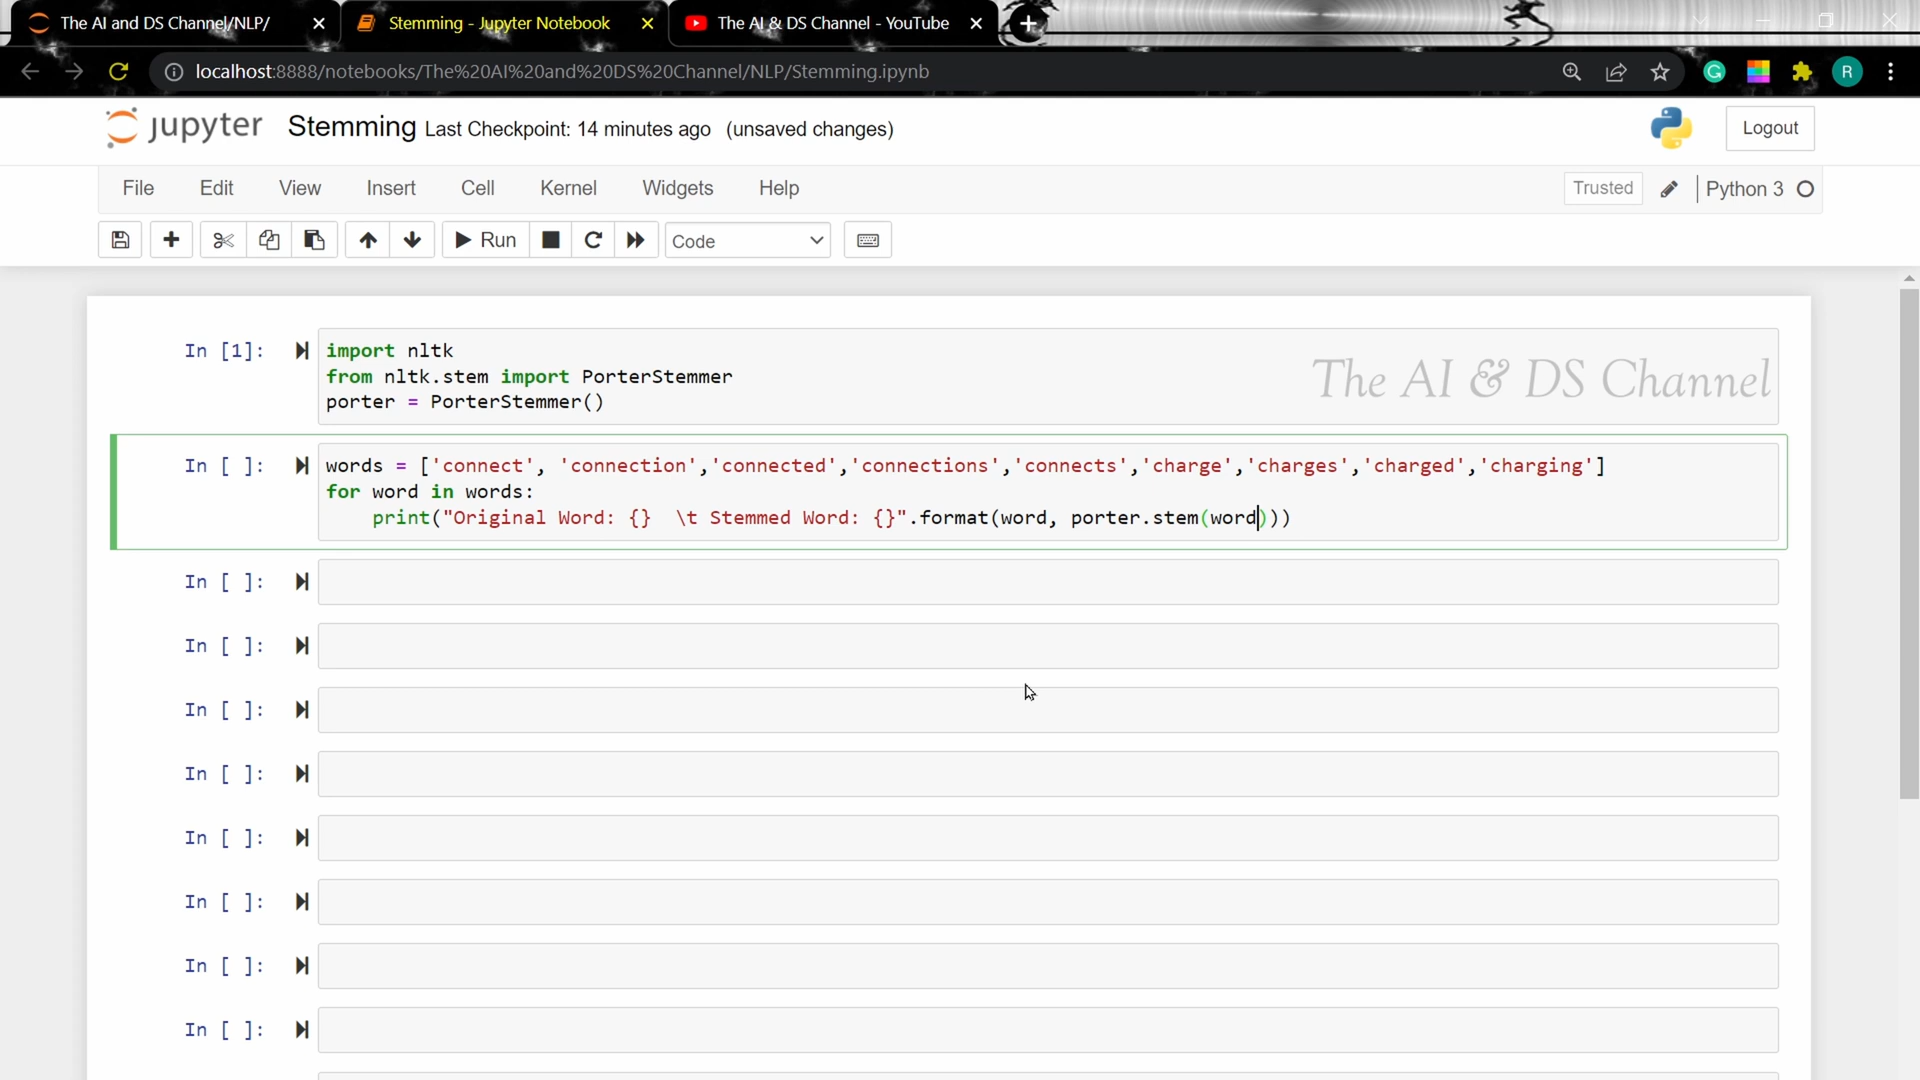 The AI and DS Channel/NLP/
Stemming - Jupyter Notebook
The AI & DS Channel - YouTube
localhost:8888/notebooks/The%20AI%20and%20DS%20Channel/NLP/Stemming.ipynb
R
jupyter Stemming Last Checkpoint: 14 minutes ago (unsaved changes)
Logout
File Edit View Insert Cell Kernel Widgets Help
Trusted Python 3
Run Code
In [1]: import nltk
from nltk.stem import PorterStemmer
porter = PorterStemmer()
The AI & DS Channel
In [ ]: words = ['connect', 'connection','connected','connections','connects','charge','charges','charged','charging']
for word in words:
    print("Original Word: {}  \t Stemmed Word: {}".format(word, porter.stem(word)))
In [ ]:
In [ ]:
In [ ]:
In [ ]:
In [ ]:
In [ ]:
In [ ]:
In [ ]: